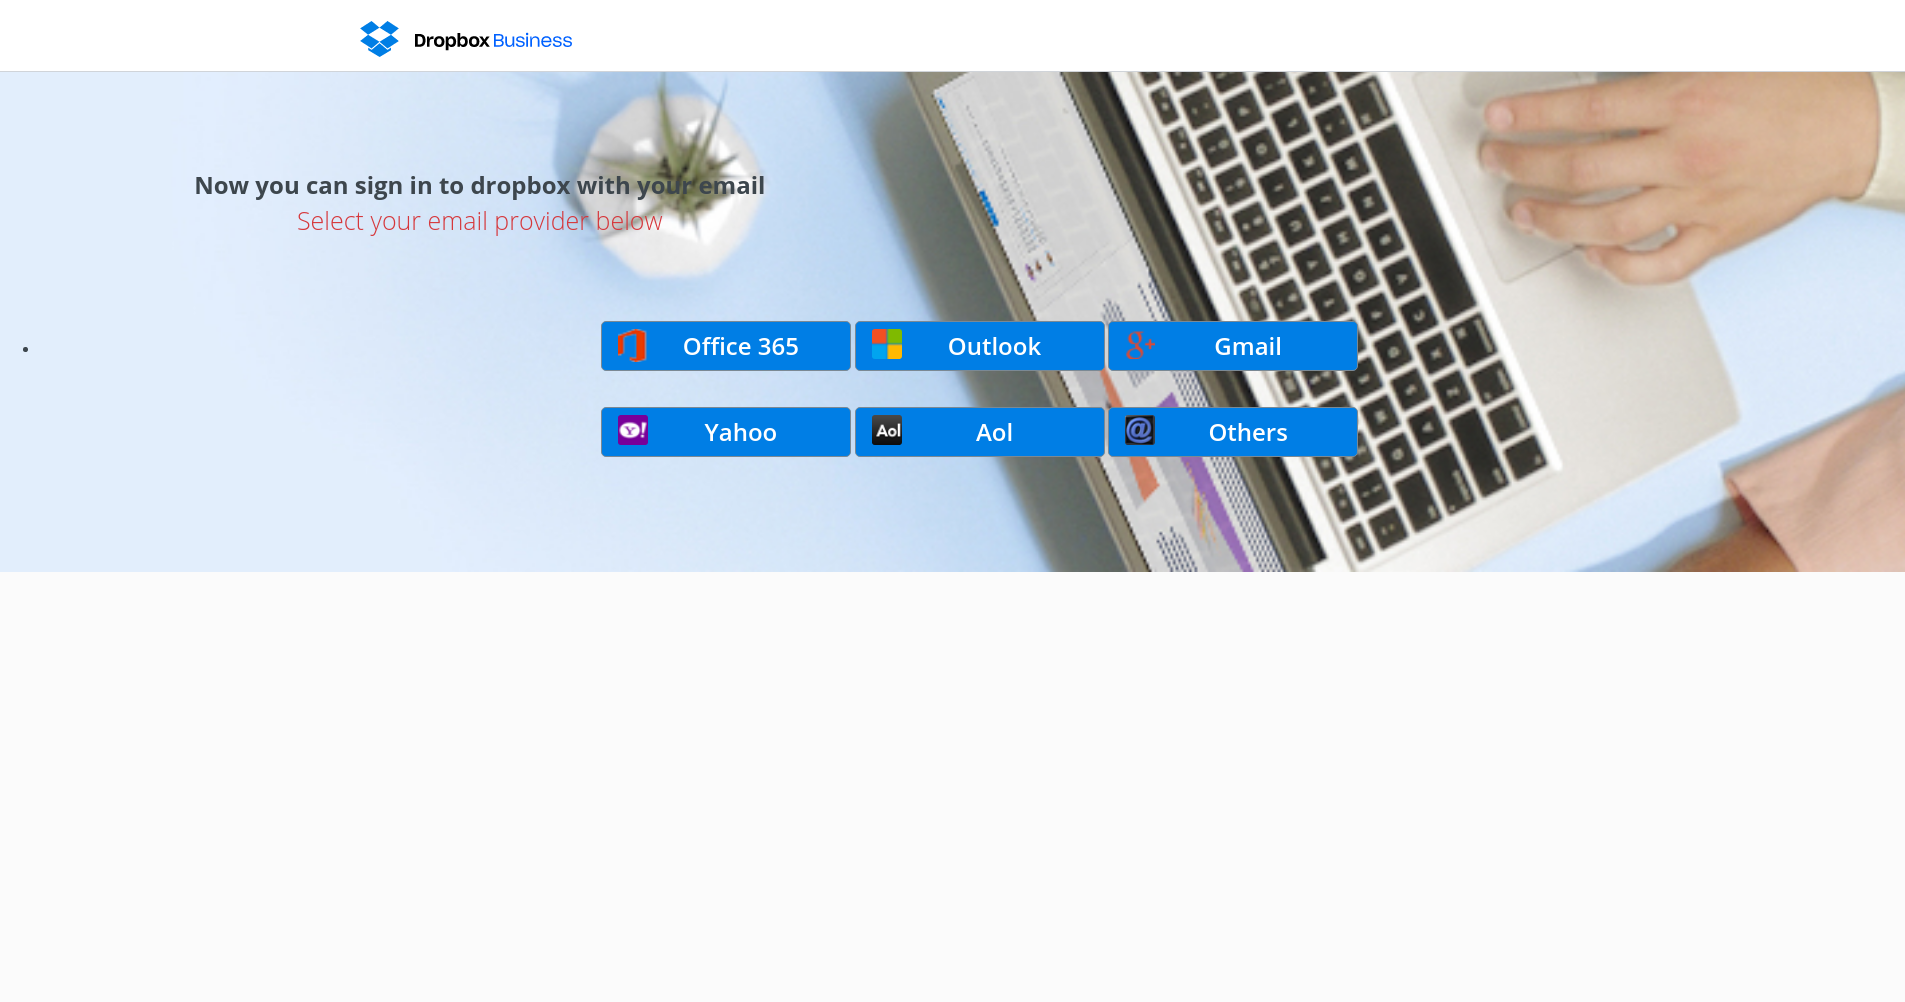 Dropbox Business
Now you can sign in to dropbox with your email
Select your email provider below
Office 365
Outlook
g+ Gmail
Y! Yahoo
Aol Aol
@ Others